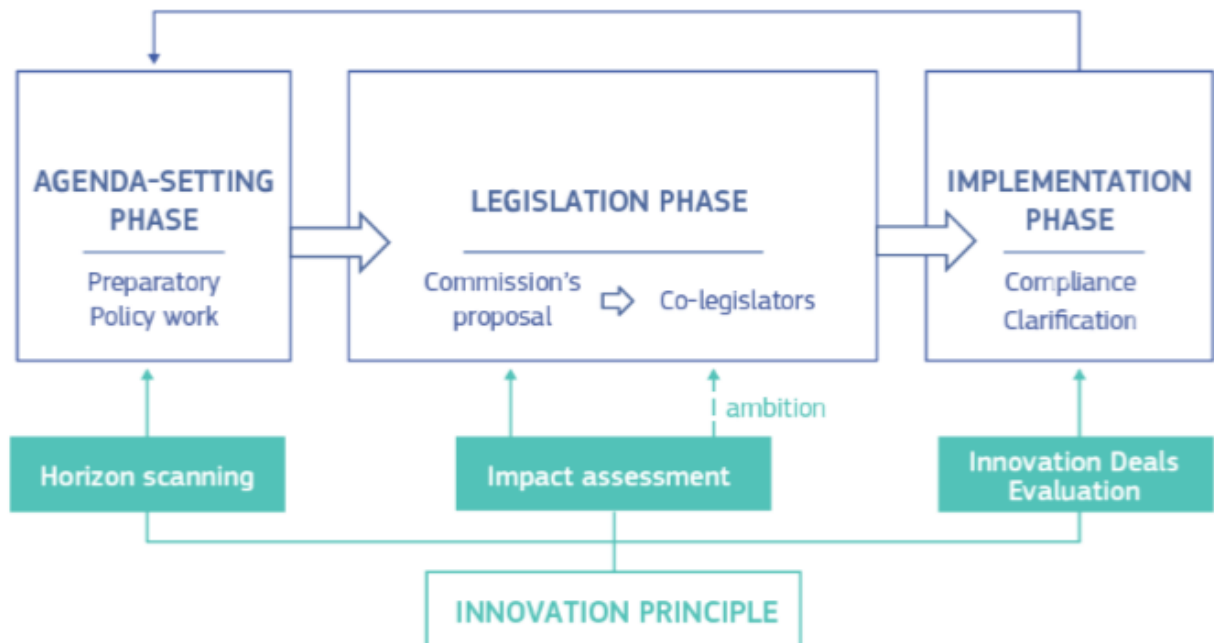 AGENDA-SETTING
PHASE
Preparatory
Policy work
LEGISLATION PHASE
Commission's
proposal
Co-legislators
IMPLEMENTATION
PHASE
Compliance
Clarification
ambition
Horizon scanning
Impact assessment
Innovation Deals
Evaluation
INNOVATION PRINCIPLE